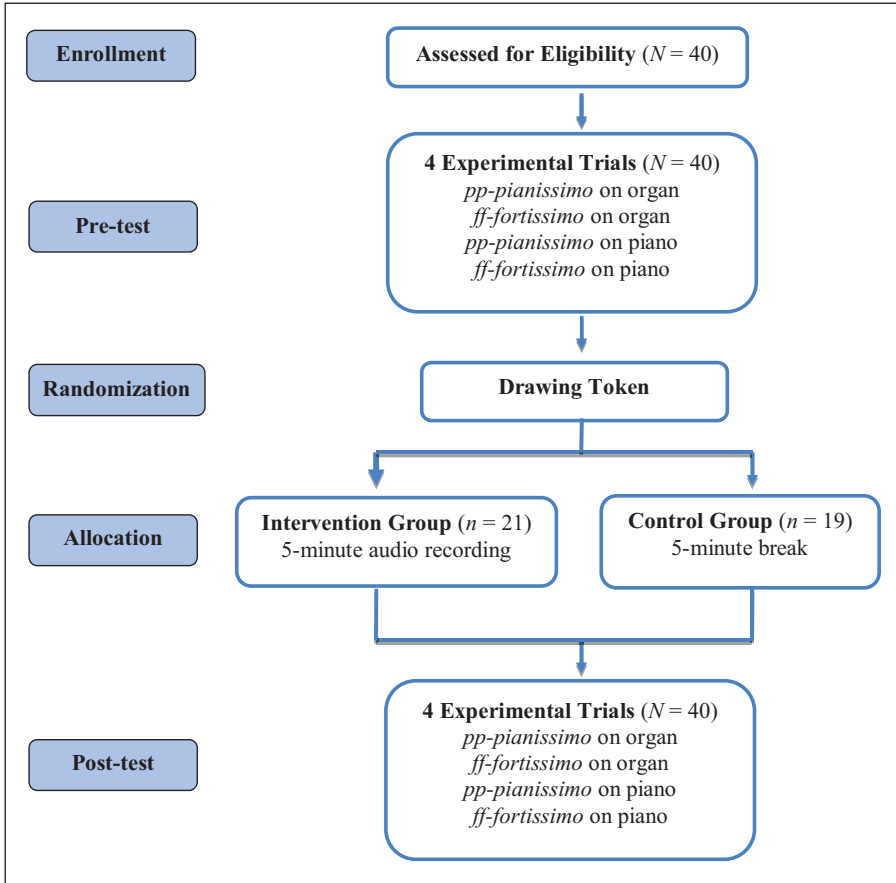 Enrollment
Assessed for Eligibility (N = 40)
Pre-test
4 Experimental Trials (N = 40)
pp-pianissimo on organ
ff-fortissimo on organ
pp-pianissimo on piano
ff-fortissimo on piano
Randomization
Drawing Token
Allocation
Intervention Group (n = 21)
5-minute audio recording
Control Group (n = 19)
5-minute break
Post-test
4 Experimental Trials (N = 40)
pp-pianissimo on organ
ff-fortissimo on organ
pp-pianissimo on piano
ff-fortissimo on piano